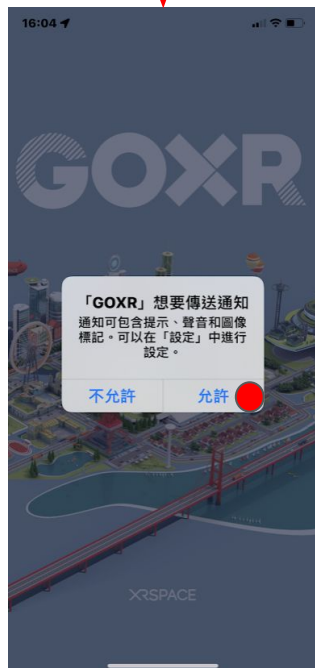 16:04
GOXR
「GOXR」想要傳送通知
通知可包含提示、聲音和圖像
標記。可以在「設定」中進行
設定。
不允許
允許
XRSPACE